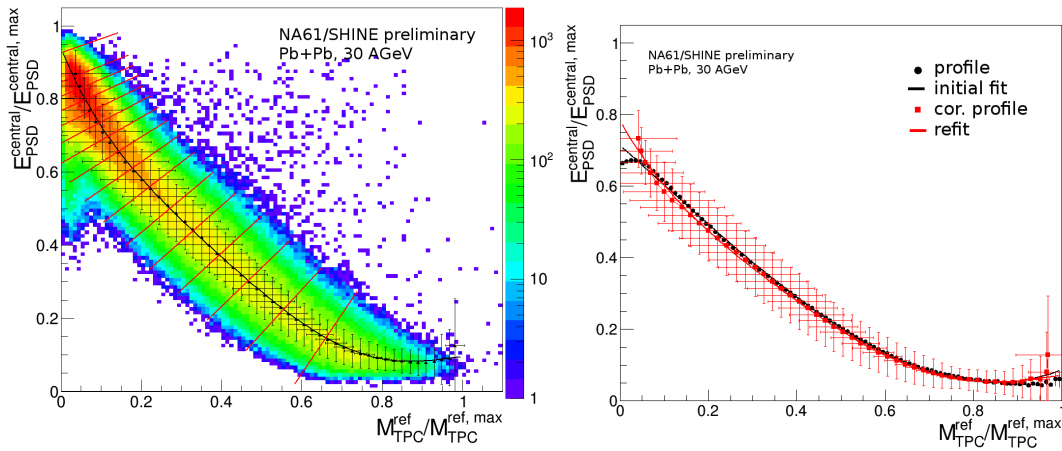 NA61/SHINE preliminary
Pb+Pb, 30 AGeV
E_PSD^central/E_PSD^central, max
1
0.8
0.6
0.4
0.2
0
0 0.2 0.4 0.6 0.8 1
M_TPC^ref/M_TPC^ref, max
10^3
10^2
10
1
NA61/SHINE preliminary
Pb+Pb, 30 AGeV
profile
initial fit
cor. profile
refit
E_PSD^central/E_PSD^central, max
1
0.8
0.6
0.4
0.2
0
0 0.2 0.4 0.6 0.8 1
M_TPC^ref/M_TPC^ref, max